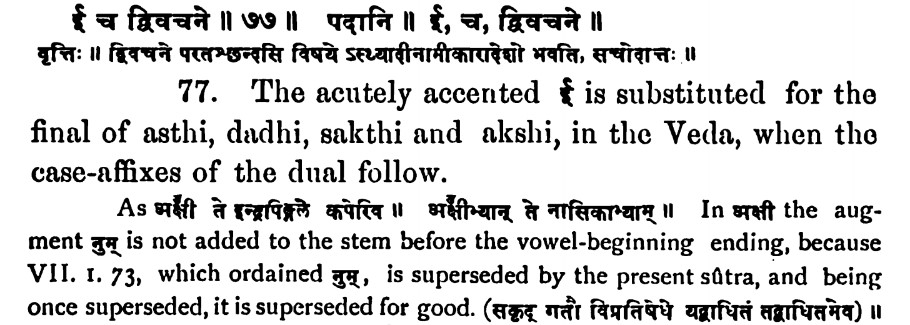 ई च द्विवचने ॥ ७७ ॥ पदानि ॥ ई, च, द्विवचने ॥
वृत्तिः ॥ द्विवचने परतश्छन्दसि विषये ऽस्थ्यादीनामीकारादेशो भवति, सचोदात्तः ॥
77. The acutely accented ई is substituted for the
final of asthi, dadhi, sakthi and akshi, in the Veda, when the
case-affixes of the dual follow.
As अक्षी॑ ते इन्द्रपिङ्गले कपेरिव ॥ अक्षी॑भ्यान् ते नासिकाभ्याम् ॥ In अक्षी the aug-
ment नुम् is not added to the stem before the vowel-beginning ending, because
VII. 1. 73, which ordained नुम्, is superseded by the present sûtra, and being
once superseded, it is superseded for good. (सकृद् गतौ विप्रतिषेधे यद्बाधितं तद्बाधितमेव) ॥